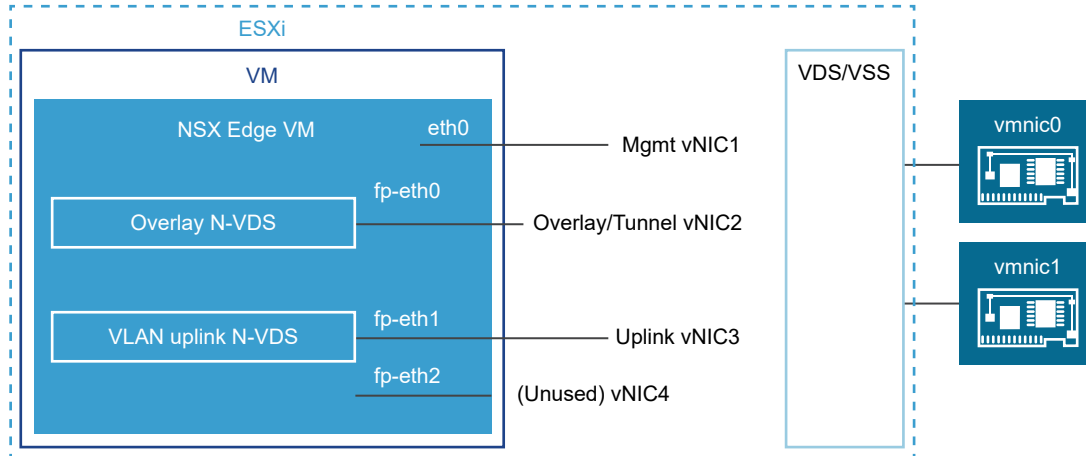 ESXi
VM
VDS/VSS
NSX Edge VM
eth0
Mgmt vNIC1
vmnic0
fp-eth0
Overlay N-VDS
Overlay/Tunnel vNIC2
vmnic1
fp-eth1
VLAN uplink N-VDS
Uplink vNIC3
fp-eth2
(Unused) vNIC4